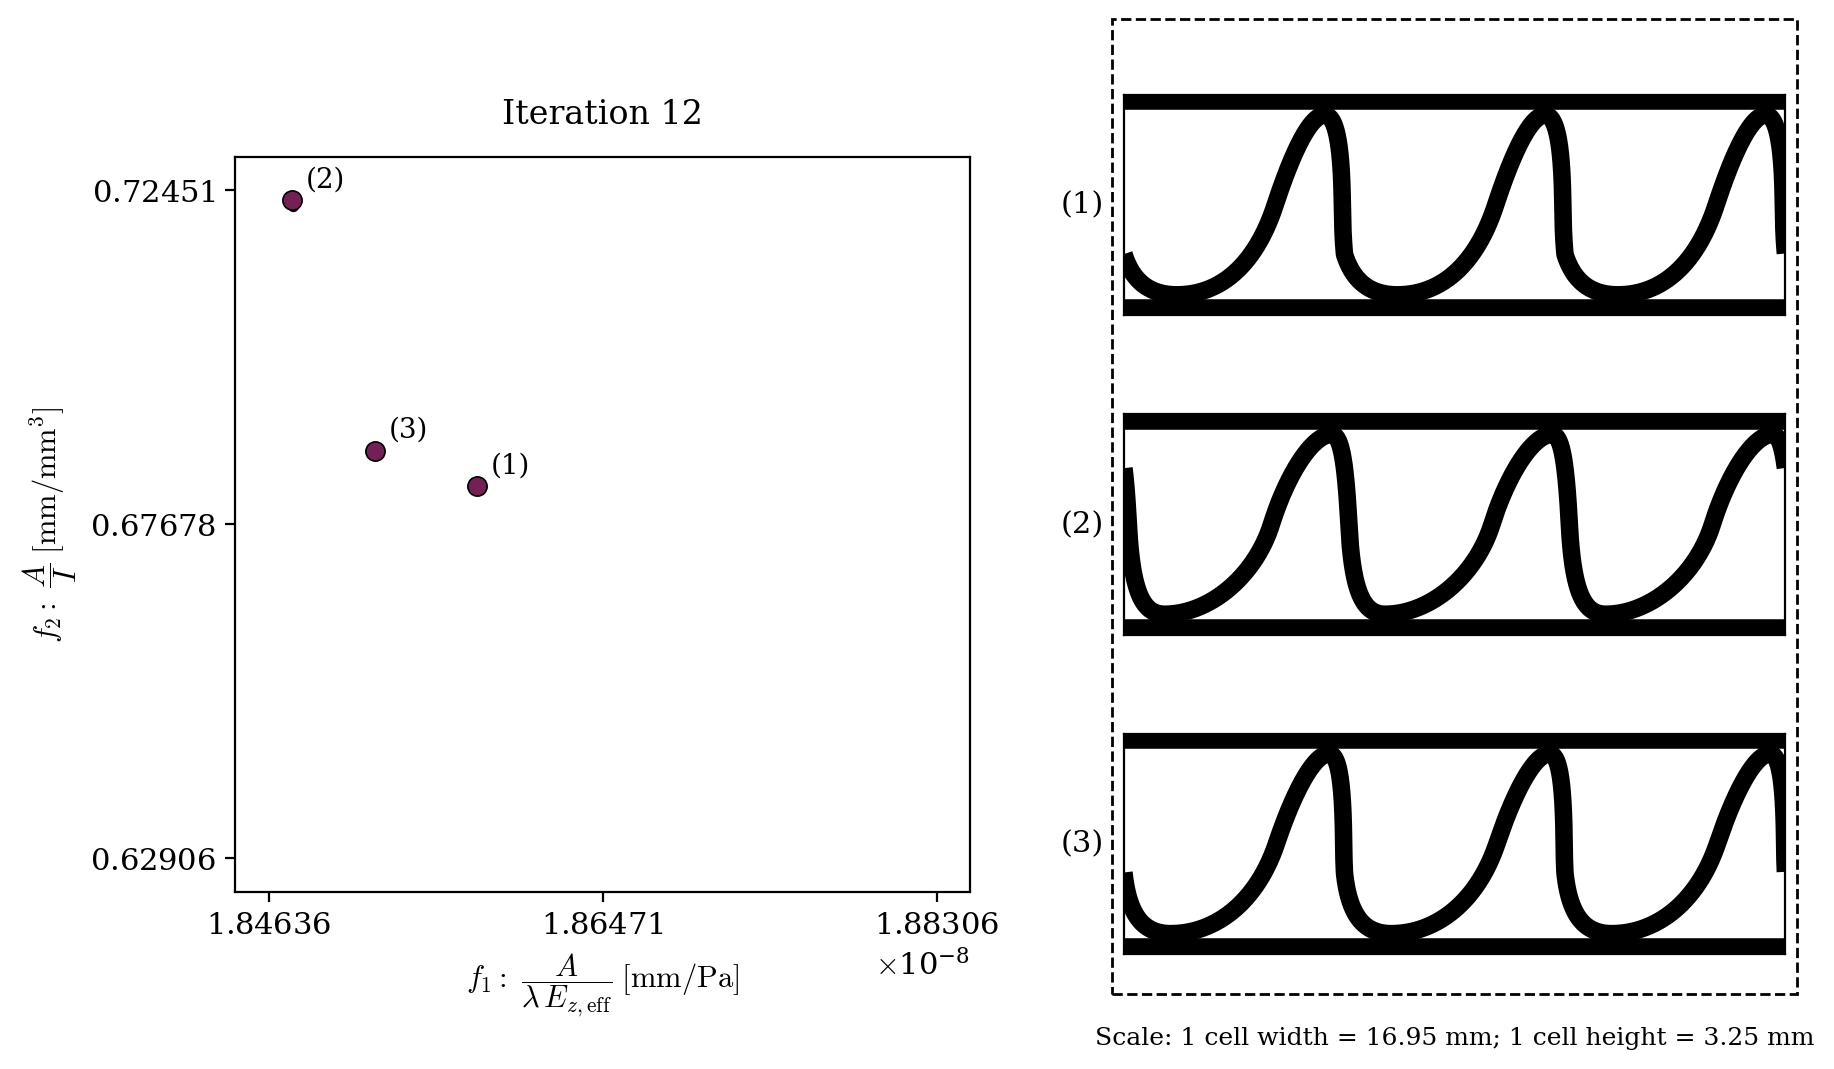 Iteration 12
(2)
(3)
(1)
0.72451
0.67678
0.62906
f₂ : A/I [mm/mm³]
1.84636 1.86471 1.88306
×10⁻⁸
f₁ : A/(λ E_{z,eff}) [mm/Pa]
(1)
(2)
(3)
Scale: 1 cell width = 16.95 mm; 1 cell height = 3.25 mm